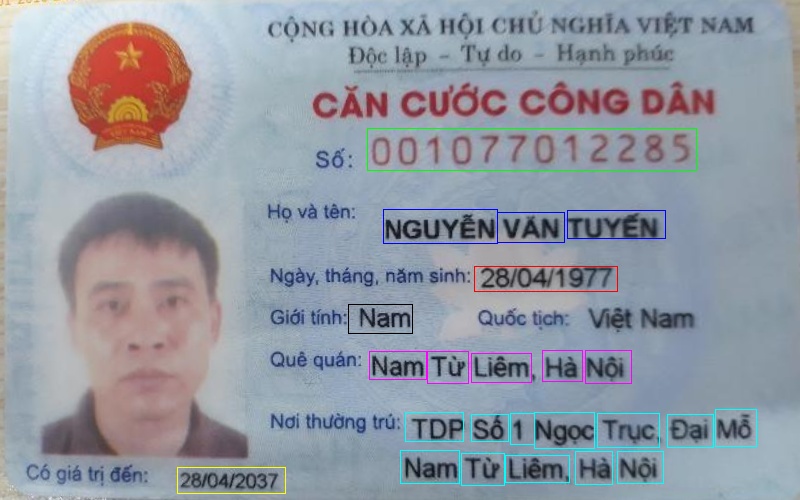 CỘNG HÒA XÃ HỘI CHỦ NGHĨA VIỆT NAM
Độc lập - Tự do - Hạnh phúc
CĂN CƯỚC CÔNG DÂN
Số: 001077012285
Họ và tên: NGUYỄN VĂN TUYẾN
Ngày, tháng, năm sinh: 28/04/1977
Giới tính: Nam Quốc tịch: Việt Nam
Quê quán: Nam Từ Liêm, Hà Nội
Nơi thường trú: TDP Số 1 Ngọc Trục, Đại Mỗ
Nam Từ Liêm, Hà Nội
Có giá trị đến: 28/04/2037